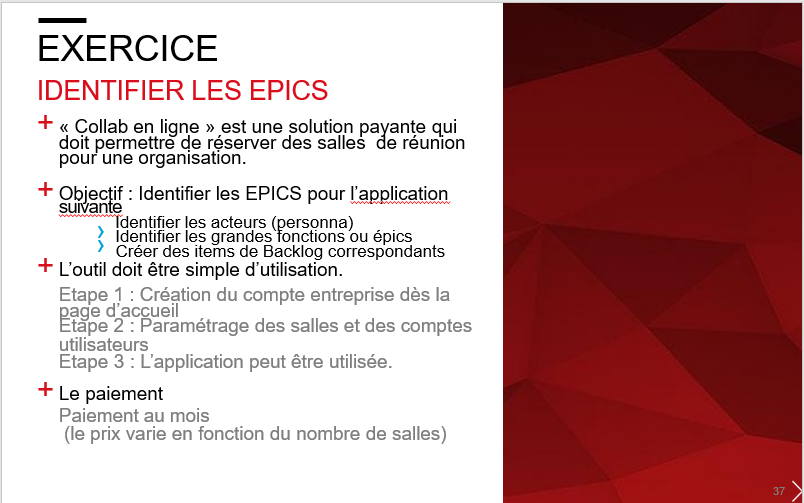 EXERCICE
IDENTIFIER LES EPICS
« Collab en ligne » est une solution payante qui
doit permettre de réserver des salles de réunion
pour une organisation.
Objectif : Identifier les EPICS pour l’application
suivante
Identifier les acteurs (personna)
Identifier les grandes fonctions ou épics
Créer des items de Backlog correspondants
L’outil doit être simple d’utilisation.
Etape 1 : Création du compte entreprise dès la
page d’accueil
Etape 2 : Paramétrage des salles et des comptes
utilisateurs
Etape 3 : L’application peut être utilisée.
Le paiement
Paiement au mois
(le prix varie en fonction du nombre de salles)
37